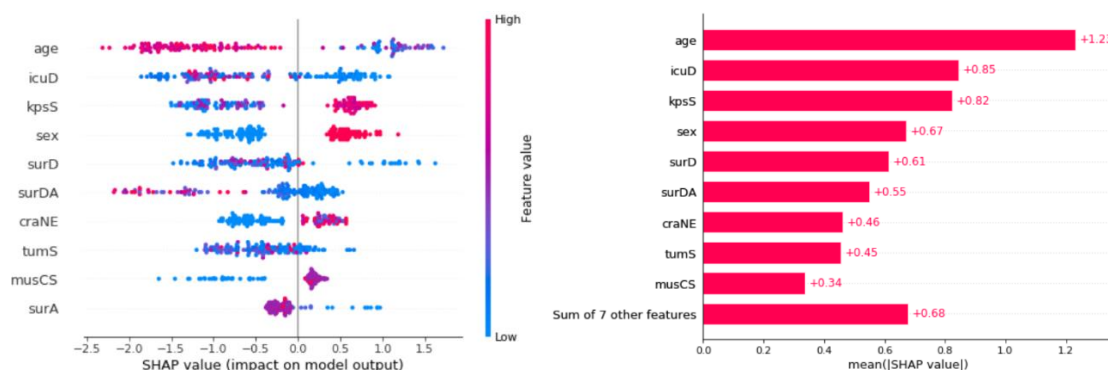 High
age
icuD
kpsS
sex
surD
surDA
craNE
tumS
musCS
surA
Feature value
Low
−2.5 −2.0 −1.5 −1.0 −0.5 0.0 0.5 1.0 1.5
SHAP value (impact on model output)
age +1.23
icuD +0.85
kpsS +0.82
sex +0.67
surD +0.61
surDA +0.55
craNE +0.46
tumS +0.45
musCS +0.34
Sum of 7 other features +0.68
0.0 0.2 0.4 0.6 0.8 1.0 1.2
mean(|SHAP value|)